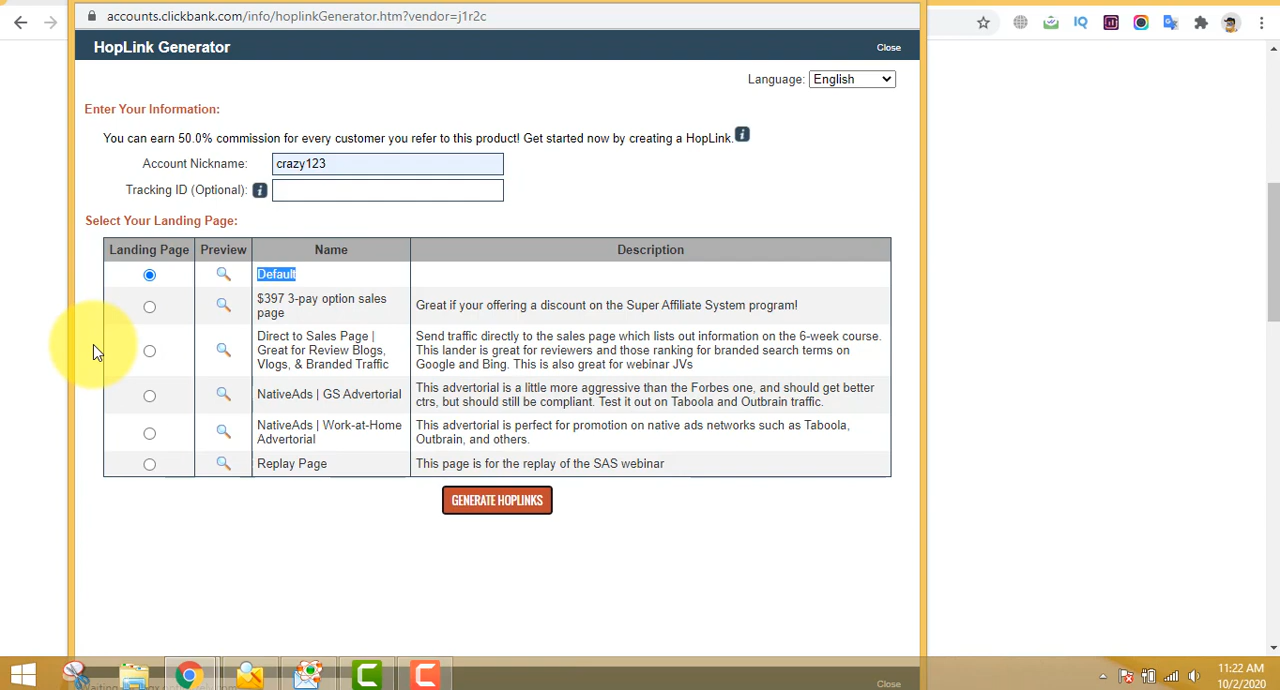 accounts.clickbank.com/info/hoplinkGenerator.htm?vendor=j1r2c
HopLink Generator
Close
Language: English
Enter Your Information:
You can earn 50.0% commission for every customer you refer to this product! Get started now by creating a HopLink.
Account Nickname: crazy123
Tracking ID (Optional):
Select Your Landing Page:
Landing Page Preview Name Description
Default
$397 3-pay option sales
page
Great if your offering a discount on the Super Affiliate System program!
Direct to Sales Page |
Great for Review Blogs,
Vlogs, & Branded Traffic
Send traffic directly to the sales page which lists out information on the 6-week course.
This lander is great for reviewers and those ranking for branded search terms on
Google and Bing. This is also great for webinar JVs
NativeAds | GS Advertorial
This advertorial is a little more aggressive than the Forbes one, and should get better
ctrs, but should still be compliant. Test it out on Taboola and Outbrain traffic.
NativeAds | Work-at-Home
Advertorial
This advertorial is perfect for promotion on native ads networks such as Taboola,
Outbrain, and others.
Replay Page
This page is for the replay of the SAS webinar
GENERATE HOPLINKS
Close
11:22 AM
10/2/2020